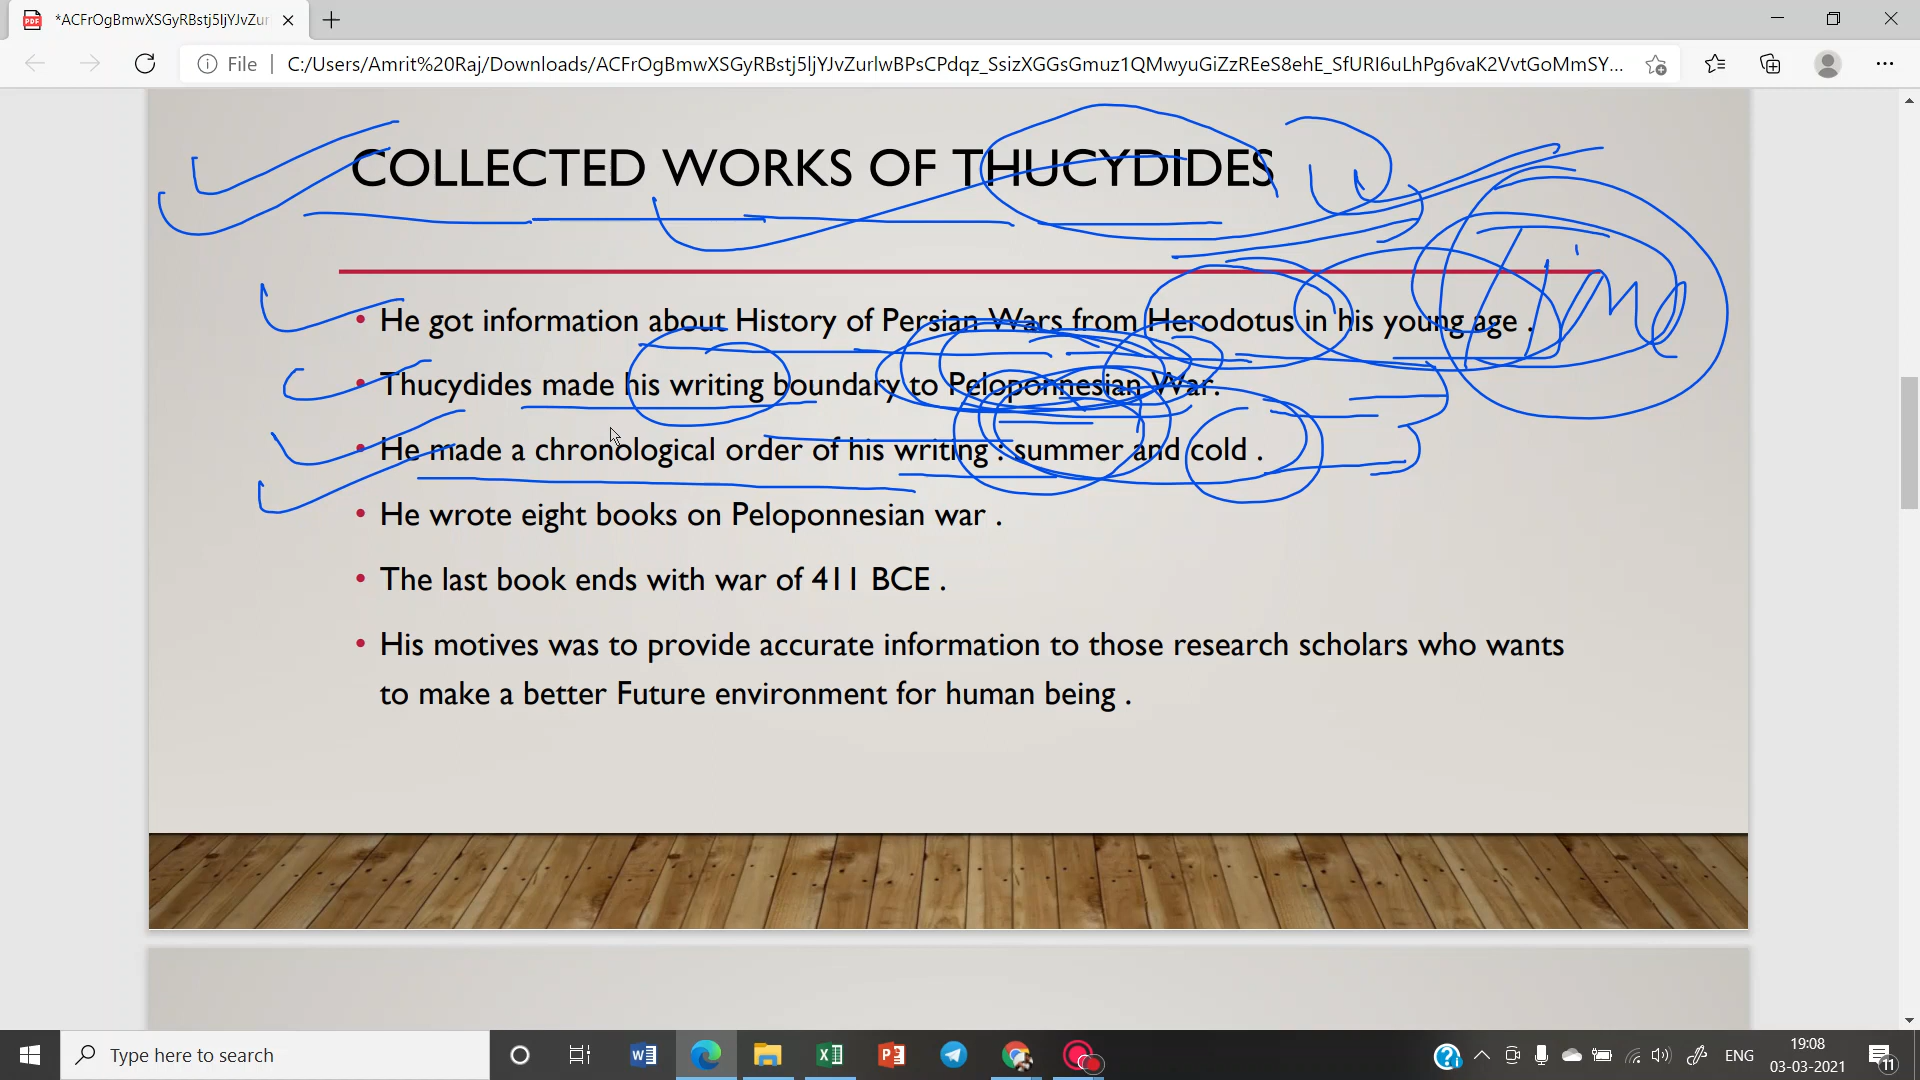 *ACFrOgBmwXSGyRBstj5ljYJvZur
File
C:/Users/Amrit%20Raj/Downloads/ACFrOgBmwXSGyRBstj5ljYJvZurlwBPsCPdqz_SsizXGGsGmuz1QMwyuGiZzREeS8ehE_SfURI6uLhPg6vaK2VvtGoMmSY...
COLLECTED WORKS OF THUCYDIDES
Time
• He got information about History of Persian Wars from Herodotus in his young age .
• Thucydides made his writing boundary to Peloponnesian War.
• He made a chronological order of his writing : summer and cold .
• He wrote eight books on Peloponnesian war .
• The last book ends with war of 411 BCE .
• His motives was to provide accurate information to those research scholars who wants
to make a better Future environment for human being .
Type here to search
ENG
19:08
03-03-2021
11